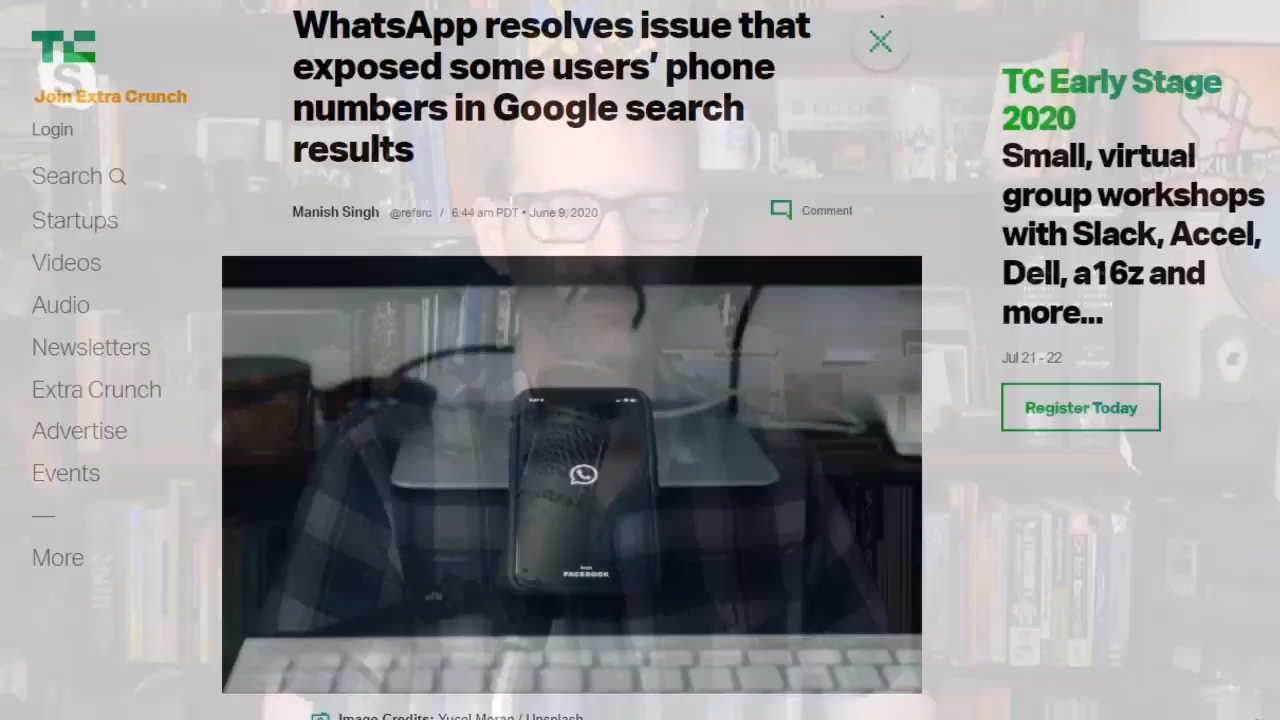 TC
S
Join Extra Crunch
Login
Search
Startups
Videos
Audio
Newsletters
Extra Crunch
Advertise
Events
—
More
WhatsApp resolves issue that
exposed some users’ phone
numbers in Google search
results
Manish Singh @refsrc / 6:44 am PDT • June 9, 2020
Comment
from
FACEBOOK
Image Credits: Yucel Moran / Unsplash
TC Early Stage
2020
Small, virtual
group workshops
with Slack, Accel,
Dell, a16z and
more...
Jul 21 - 22
Register Today